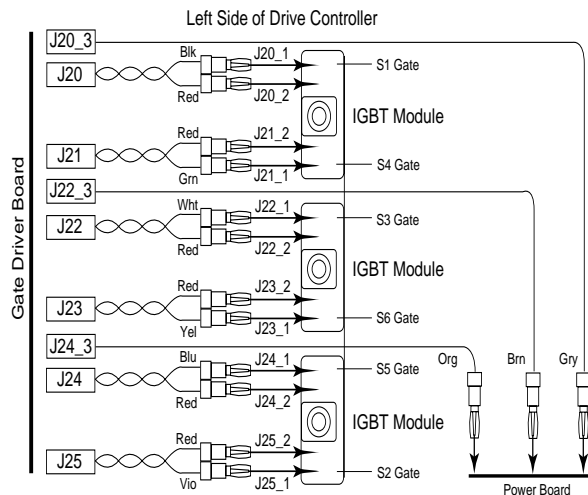 Left Side of Drive Controller
Gate Driver Board
J20_3
J20
Blk
J20_1
S1 Gate
Red
J20_2
IGBT Module
J21
Red
J21_2
Grn
J21_1
S4 Gate
J22_3
J22
Wht
J22_1
S3 Gate
Red
J22_2
IGBT Module
J23
Red
J23_2
Yel
J23_1
S6 Gate
J24_3
Org
Brn
Gry
J24
Blu
J24_1
S5 Gate
Red
J24_2
IGBT Module
J25
Red
J25_2
Vio
J25_1
S2 Gate
Power Board